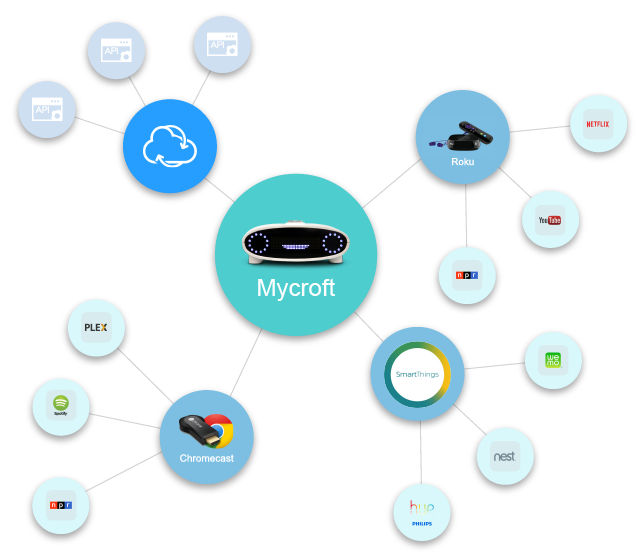 API
API
API
Roku
NETFLIX
YouTube
npr
Mycroft
PLEX
Spotify
Chromecast
npr
SmartThings
we
mo
nest
hue
PHILIPS